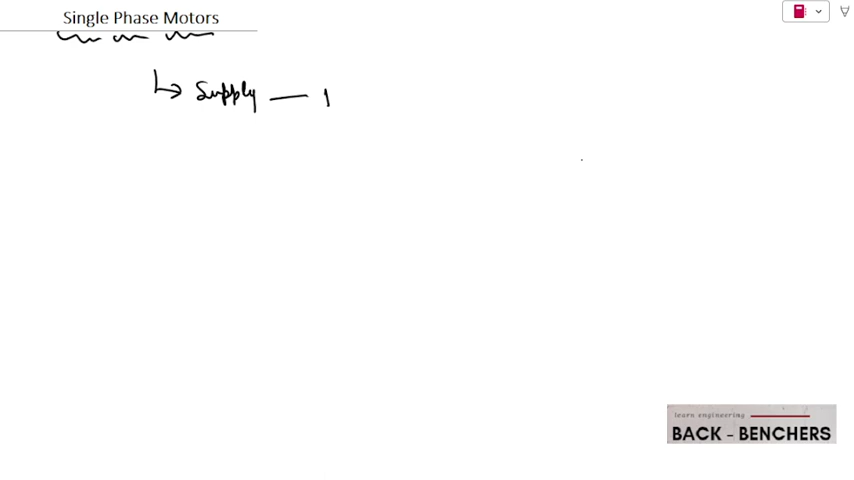 Single Phase Motors
↳ Supply — 1
learn engineering
BACK - BENCHERS